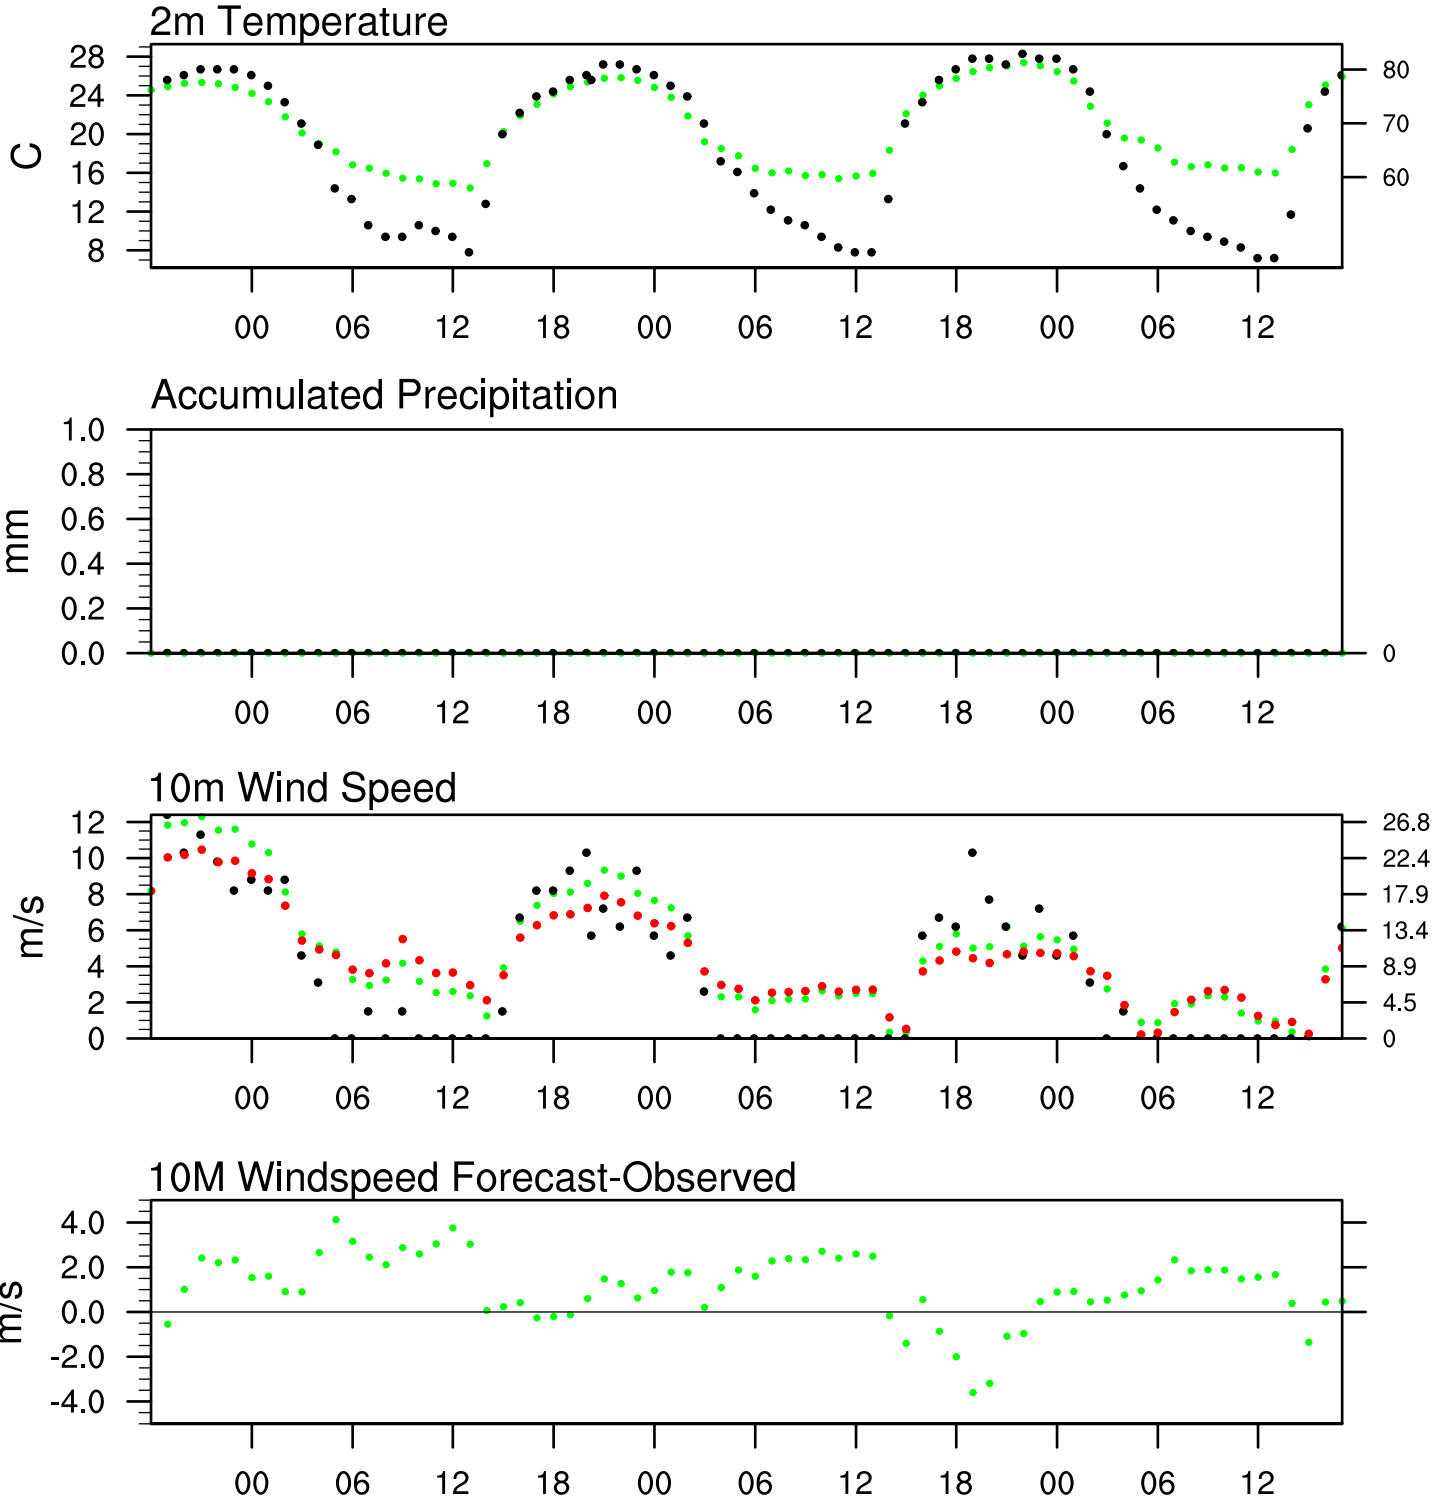 2m Temperature
28
24
20
16
12
8
C
80
70
60
00 06 12 18 00 06 12 18 00 06 12
Accumulated Precipitation
1.0
0.8
0.6
0.4
0.2
0.0
mm
0
00 06 12 18 00 06 12 18 00 06 12
10m Wind Speed
12
10
8
6
4
2
0
m/s
26.8
22.4
17.9
13.4
8.9
4.5
0
00 06 12 18 00 06 12 18 00 06 12
10M Windspeed Forecast-Observed
4.0
2.0
0.0
-2.0
-4.0
m/s
00 06 12 18 00 06 12 18 00 06 12